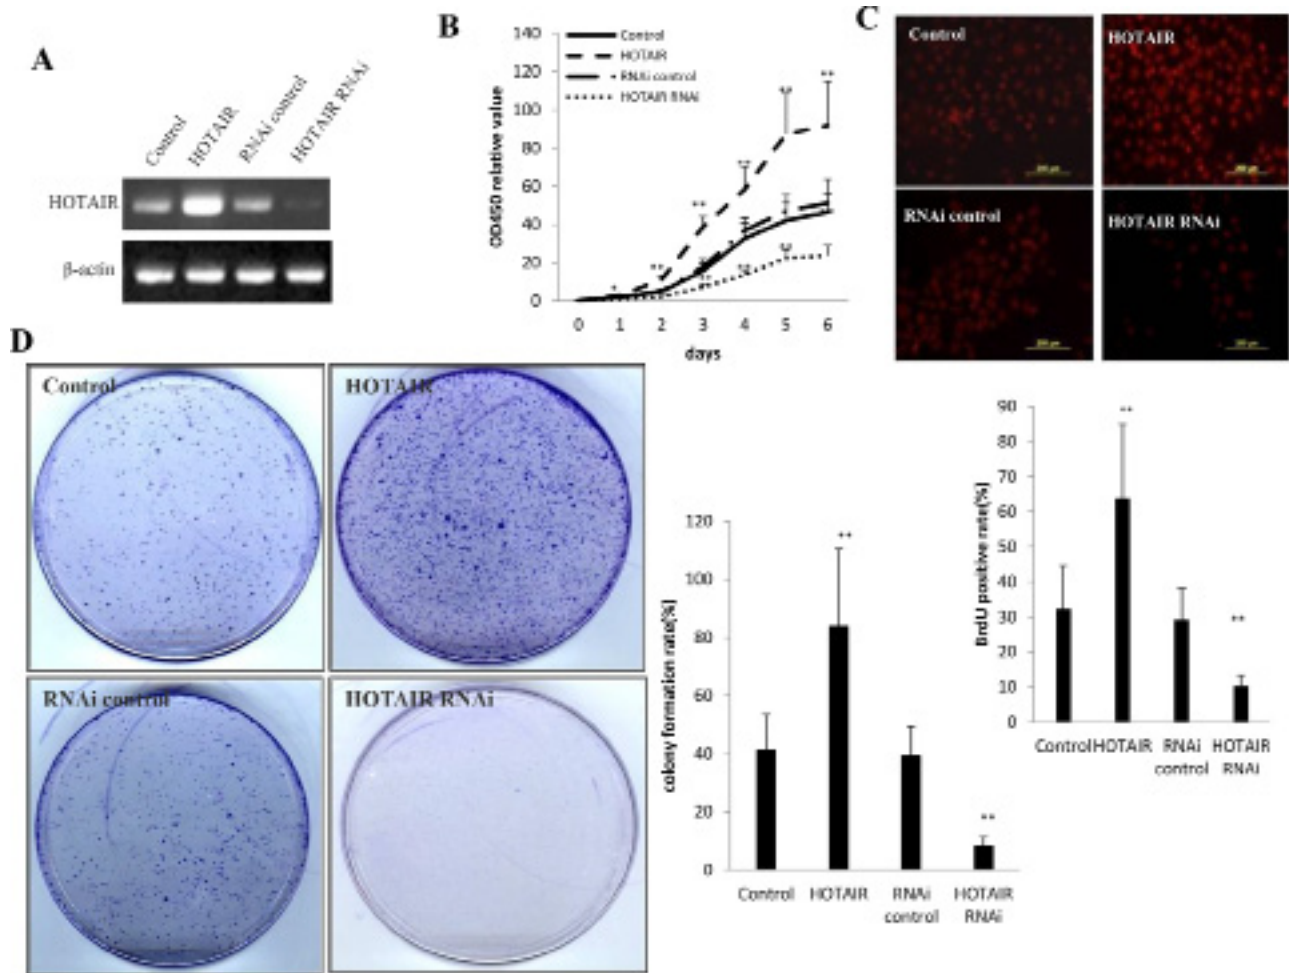 A
Control
HOTAIR
RNAi control
HOTAIR RNAi
HOTAIR
β-actin
B
140
120
100
80
60
40
20
0
OD450 relative value
Control
HOTAIR
RNAi control
HOTAIR RNAi
*
**
**
**
**
**
**
**
**
0 1 2 3 4 5 6
days
C
Control
HOTAIR
RNAi control
HOTAIR RNAi
D
Control
HOTAIR
RNAi control
HOTAIR RNAi
120
100
80
60
40
20
0
colony formation rate(%)
**
**
Control
HOTAIR
RNAi
control
HOTAIR
RNAi
90
80
70
60
50
40
30
20
10
0
BrdU positive rate(%)
**
**
Control
HOTAIR
RNAi
control
HOTAIR
RNAi